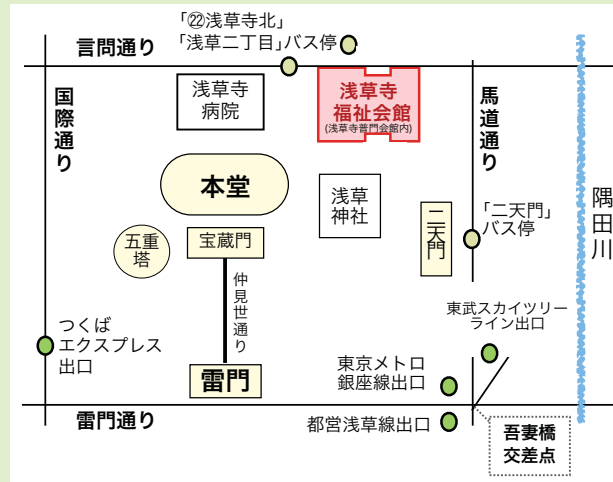 「㉒浅草寺北」
「浅草二丁目」バス停
言問通り
国際通り
浅草寺
病院
浅草寺
福祉会館
(浅草寺普門会館内)
馬道通り
隅田川
本堂
浅草
神社
二天門
「二天門」
バス停
五重
塔
宝蔵門
仲見世通り
つくば
エクスプレス
出口
東武スカイツリー
ライン出口
東京メトロ
銀座線出口
雷門
雷門通り
都営浅草線出口
吾妻橋
交差点